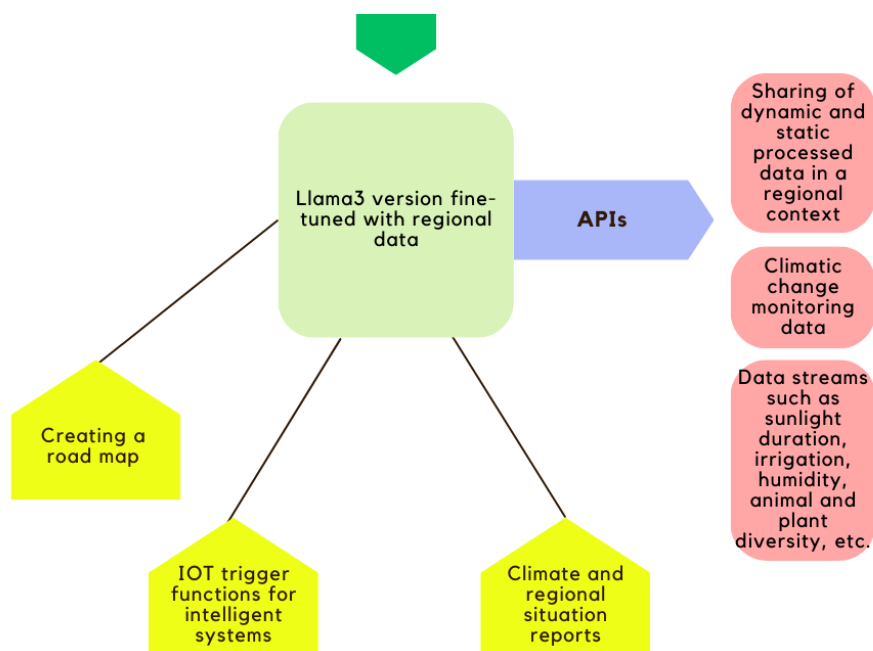 Llama3 version fine-
tuned with regional
data
APIs
Sharing of
dynamic and
static
processed
data in a
regional
context
Climatic
change
monitoring
data
Data streams
such as
sunlight
duration,
irrigation,
humidity,
animal and
plant
diversity, etc.
Creating a
road map
IOT trigger
functions for
intelligent
systems
Climate and
regional
situation
reports